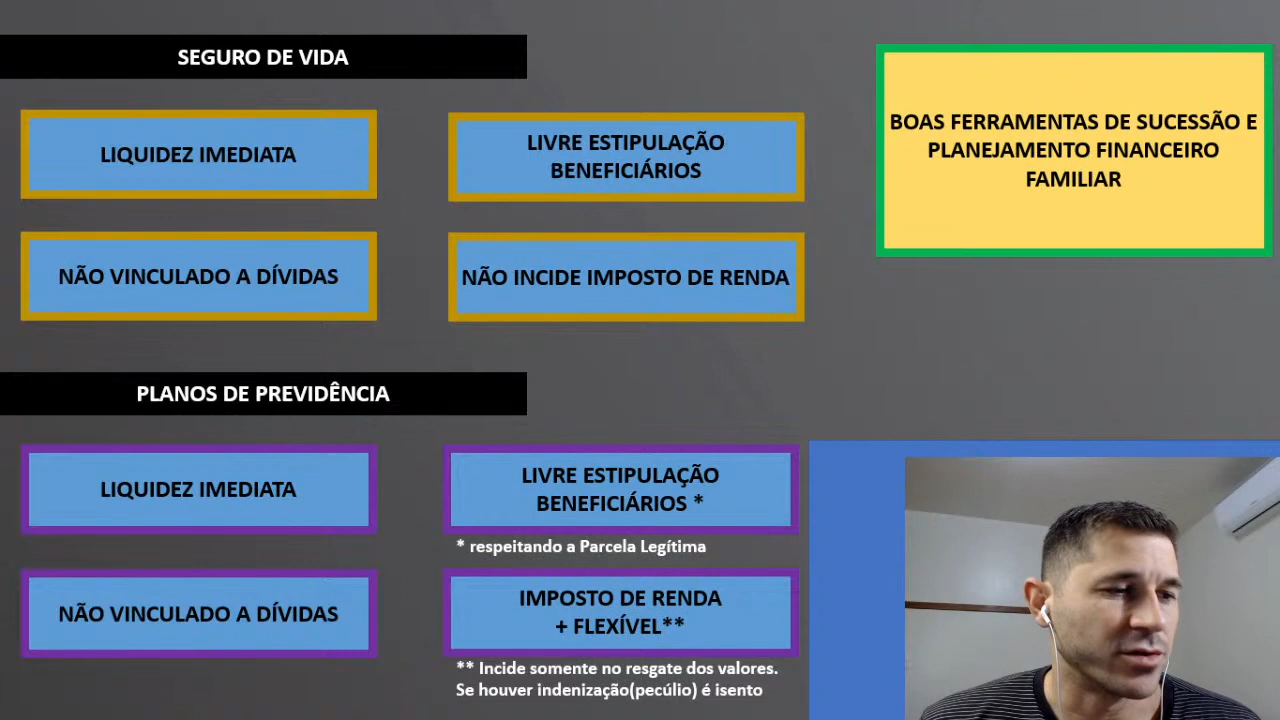 SEGURO DE VIDA
LIQUIDEZ IMEDIATA
LIVRE ESTIPULAÇÃO
BENEFICIÁRIOS
NÃO VINCULADO A DÍVIDAS
NÃO INCIDE IMPOSTO DE RENDA
BOAS FERRAMENTAS DE SUCESSÃO E
PLANEJAMENTO FINANCEIRO
FAMILIAR
PLANOS DE PREVIDÊNCIA
LIQUIDEZ IMEDIATA
LIVRE ESTIPULAÇÃO
BENEFICIÁRIOS *
* respeitando a Parcela Legítima
NÃO VINCULADO A DÍVIDAS
IMPOSTO DE RENDA
+ FLEXÍVEL**
** Incide somente no resgate dos valores.
Se houver indenização(pecúlio) é isento